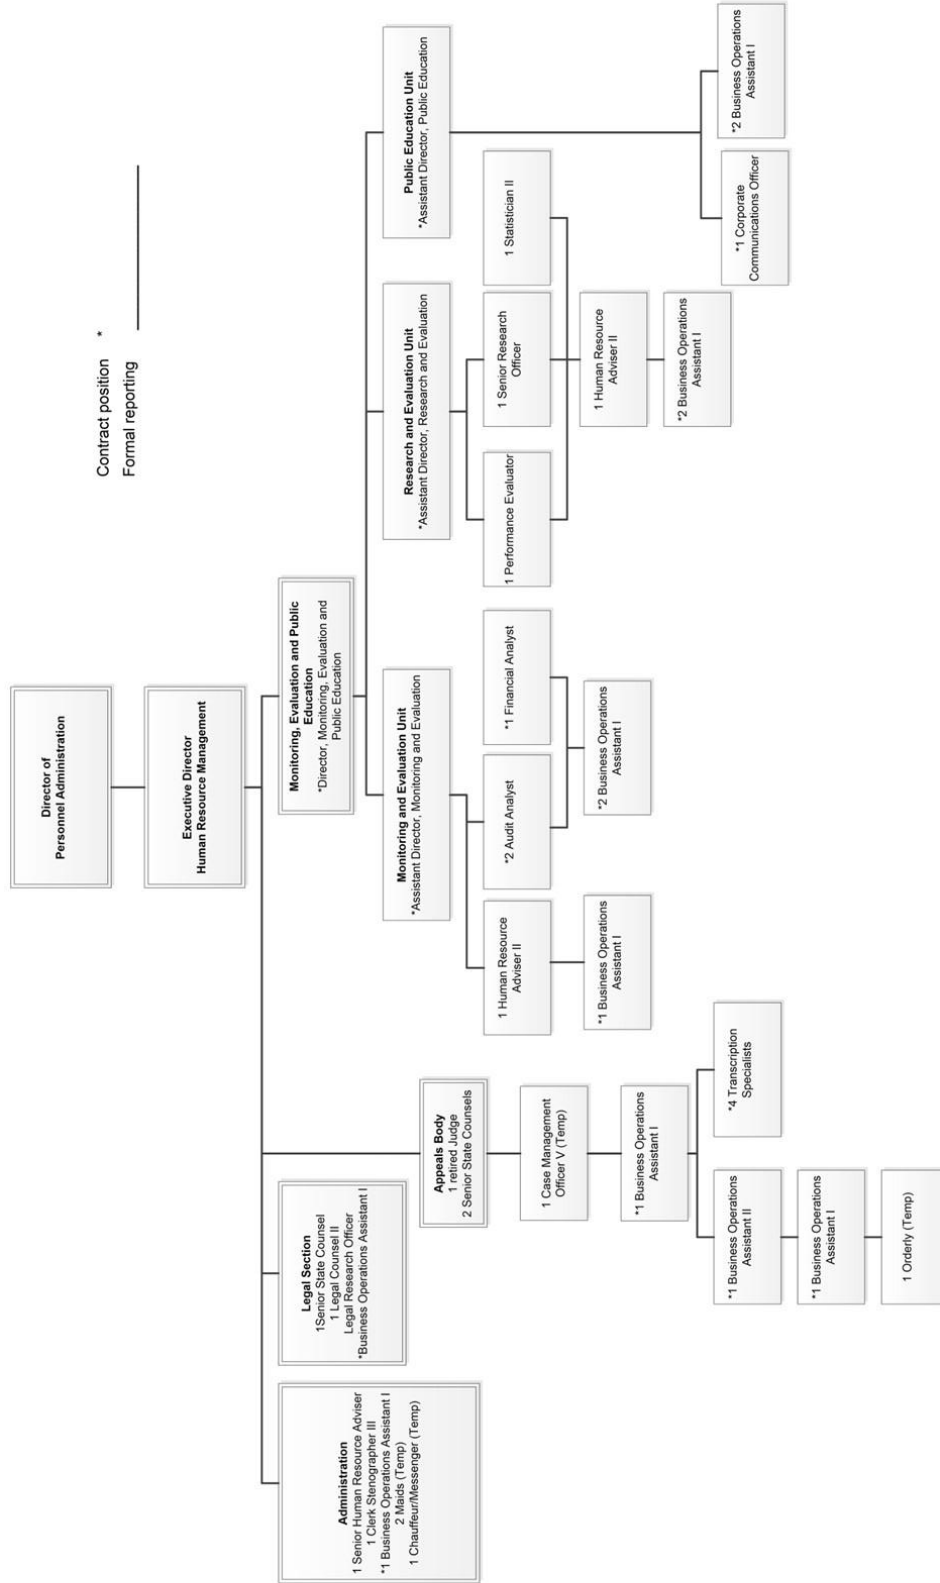 Contract position *
Formal reporting
Director of
Personnel Administration
Executive Director
Human Resource Management
Administration
1 Senior Human Resource Adviser
1 Clerk Stenographer III
*1 Business Operations Assistant I
2 Maids (Temp)
1 Chauffeur/Messenger (Temp)
Legal Section
1Senior State Counsel
1 Legal Counsel II
Legal Research Officer
*Business Operations Assistant I
Appeals Body
1 retired Judge
2 Senior State Counsels
1 Case Management
Officer V (Temp)
*1 Business Operations
Assistant I
*1 Business Operations
Assistant II
*1 Business Operations
Assistant I
1 Orderly (Temp)
*4 Transcription
Specialists
Monitoring, Evaluation and Public
Education
*Director, Monitoring, Evaluation and
Public Education
Monitoring and Evaluation Unit
*Assistant Director, Monitoring and Evaluation
1 Human Resource
Adviser II
*1 Business Operations
Assistant I
*2 Audit Analyst
*1 Financial Analyst
*2 Business Operations
Assistant I
Research and Evaluation Unit
*Assistant Director, Research and Evaluation
1 Performance Evaluator
1 Senior Research
Officer
1 Statistician II
1 Human Resource
Adviser II
*2 Business Operations
Assistant I
Public Education Unit
*Assistant Director, Public Education
*1 Corporate
Communications Officer
*2 Business Operations
Assistant I